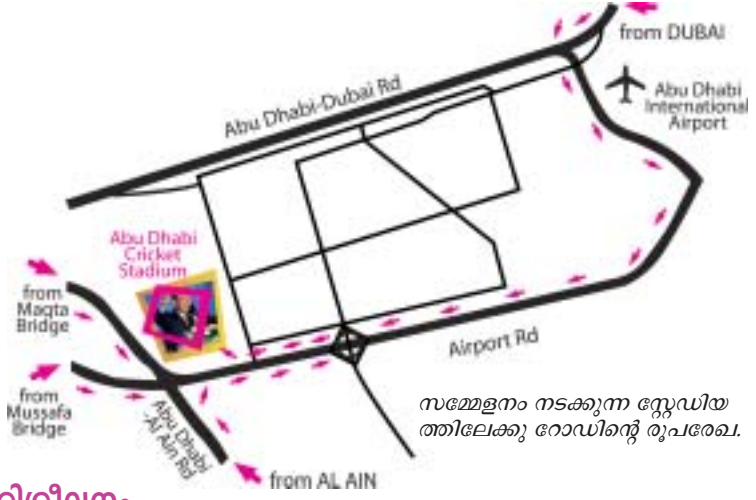 from DUBAI
Abu Dhabi-Dubai Rd
Abu Dhabi
International
Airport
Abu Dhabi
Cricket
Stadium
from
Maqta
Bridge
Airport Rd
from
Mussafa
Bridge
Abu Dhabi
-Al Ain Rd
സമ്മേളനം നടക്കുന്ന സ്റ്റേഡിയ
ത്തിലേക്കു റോഡിന്റെ രൂപരേഖ.
from AL AIN